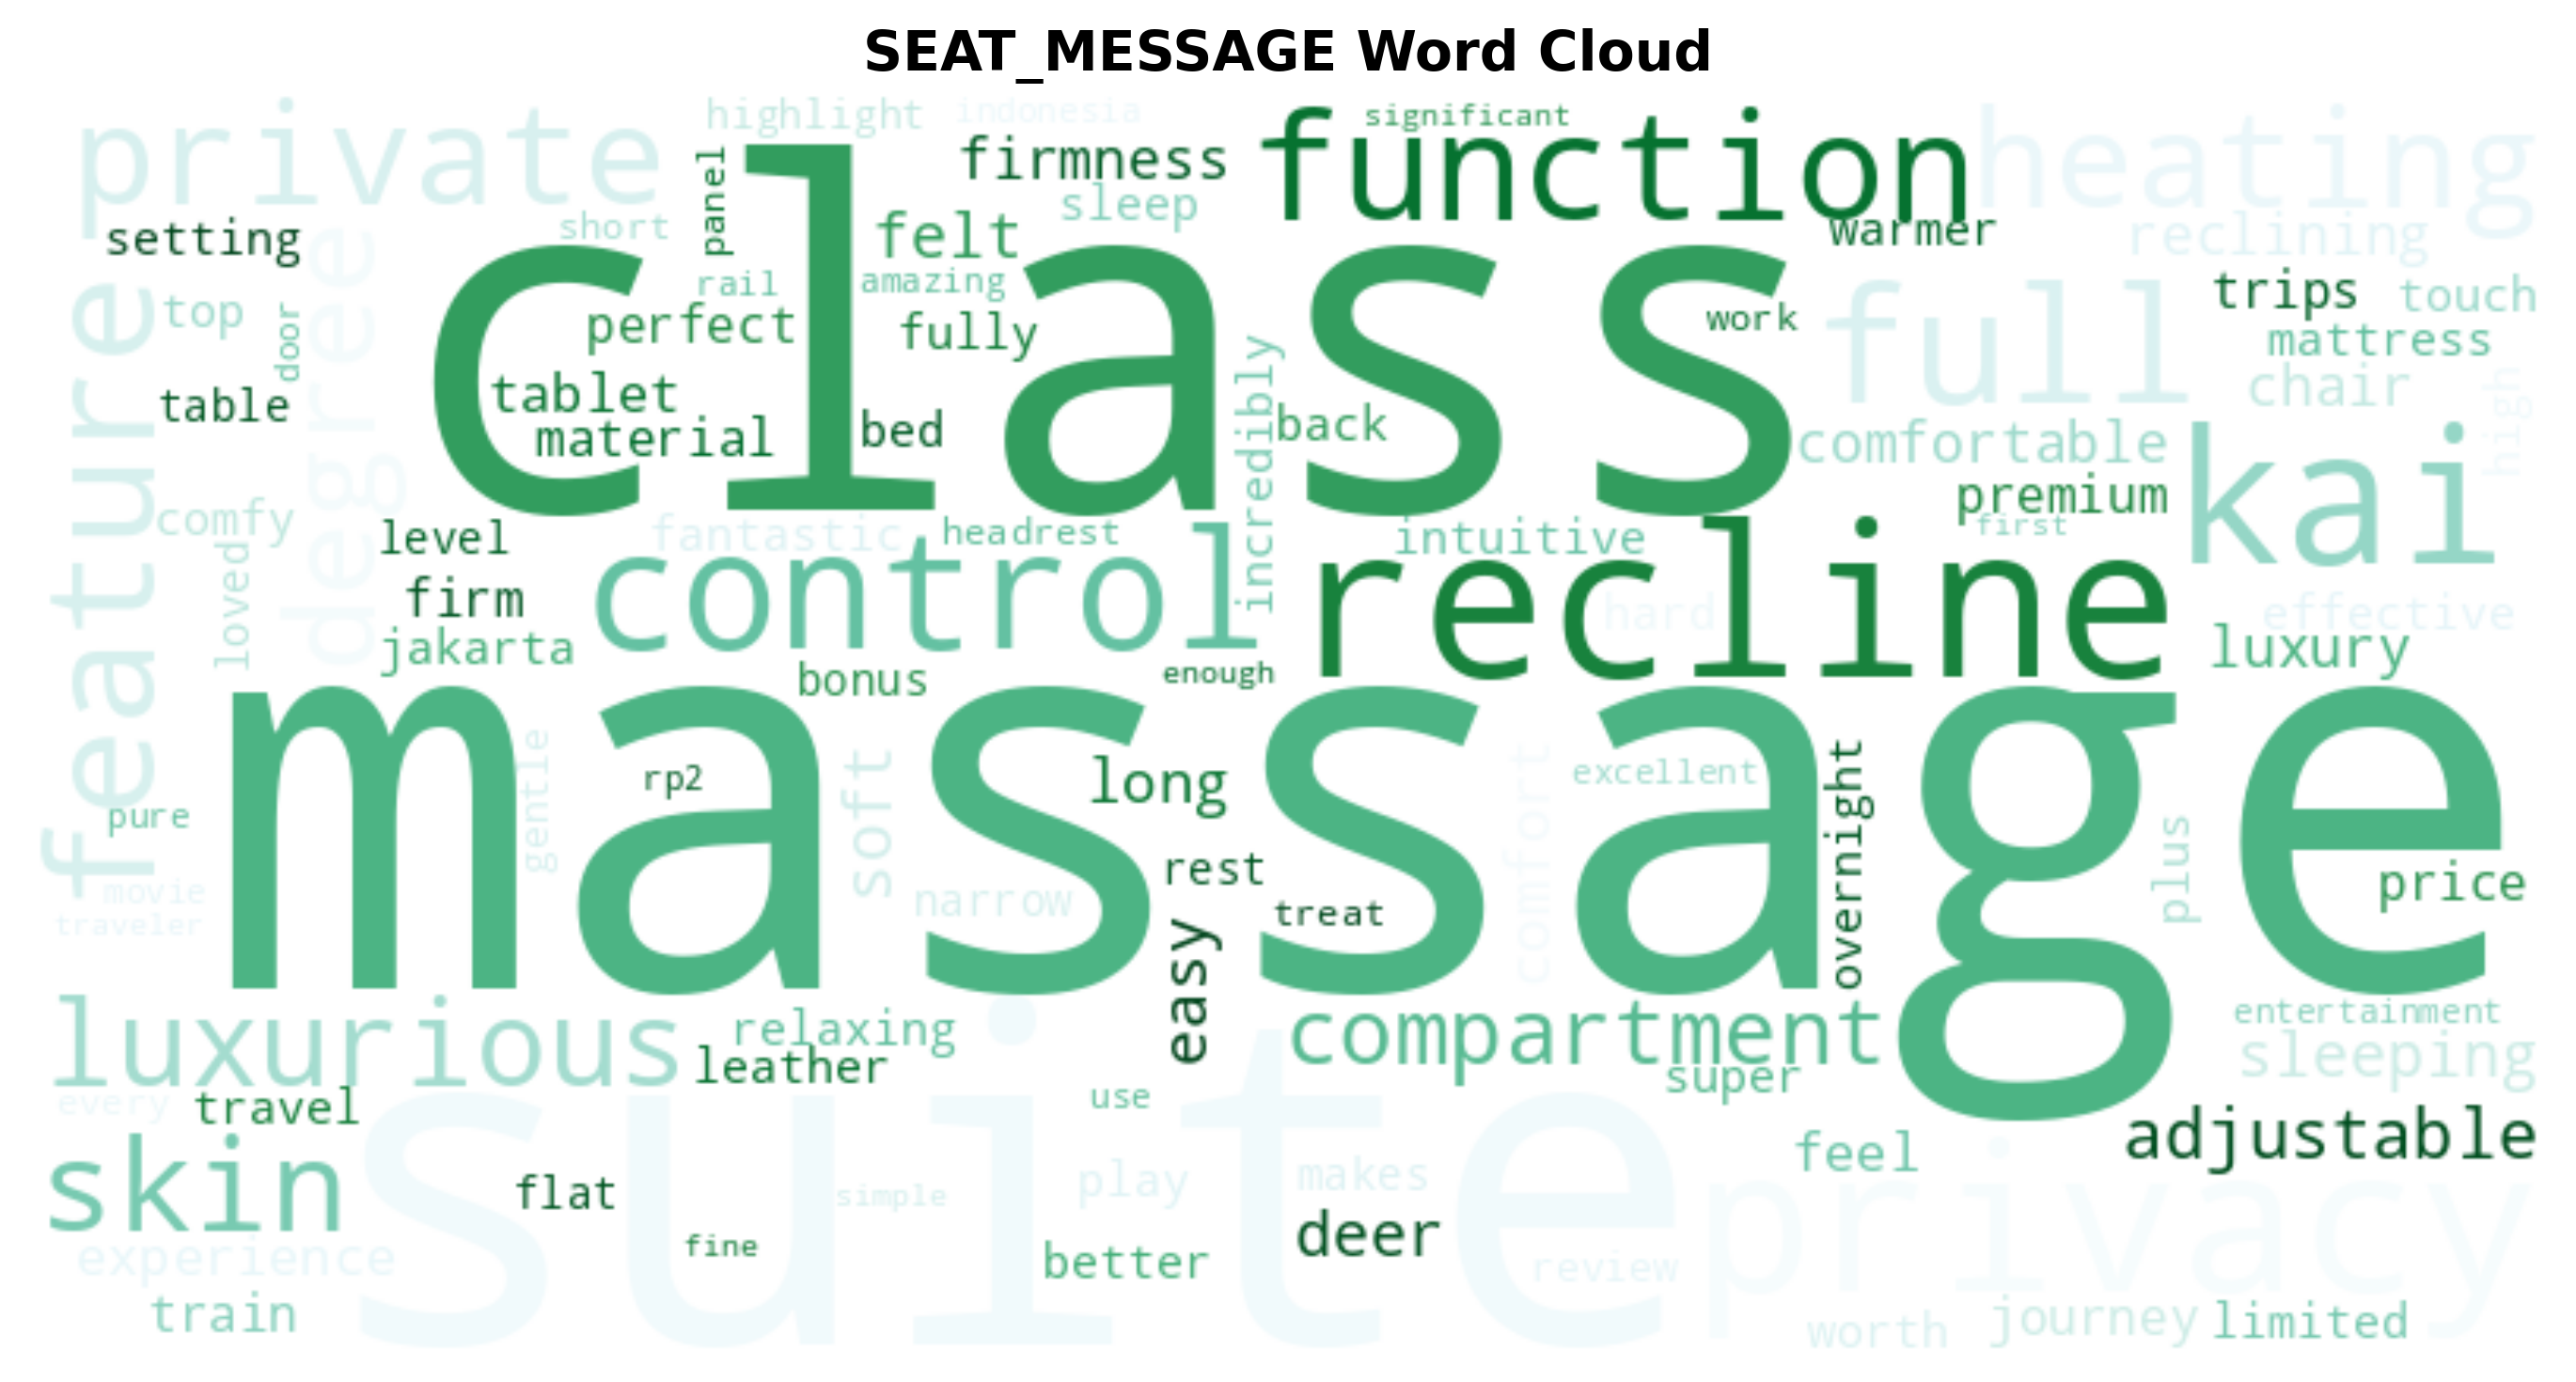 SEAT_MESSAGE Word Cloud
private
highlight
indonesia
significant
function
heating
firmness
panel
sleep
setting
short
felt
warmer
reclining
class
degree
feature
top
door
rail
amazing
perfect
fully
work
full
trips
touch
mattress
chair
high
table
tablet
material
bed
incredibly
back
comfortable
kai
premium
comfy
level
fantastic
headrest
intuitive
first
loved
firm
control
recline
hard
effective
jakarta
luxury
bonus
enough
massage
gentle
rp2
soft
long
comfort
excellent
overnight
pure
plus
movie
traveler
narrow
rest
treat
price
easy
luxurious
relaxing
leather
compartment
super
entertainment
sleeping
every
travel
use
suite
adjustable
skin
flat
simple
play
makes
feel
privacy
experience
fine
better
deer
review
train
worth
journey
limited